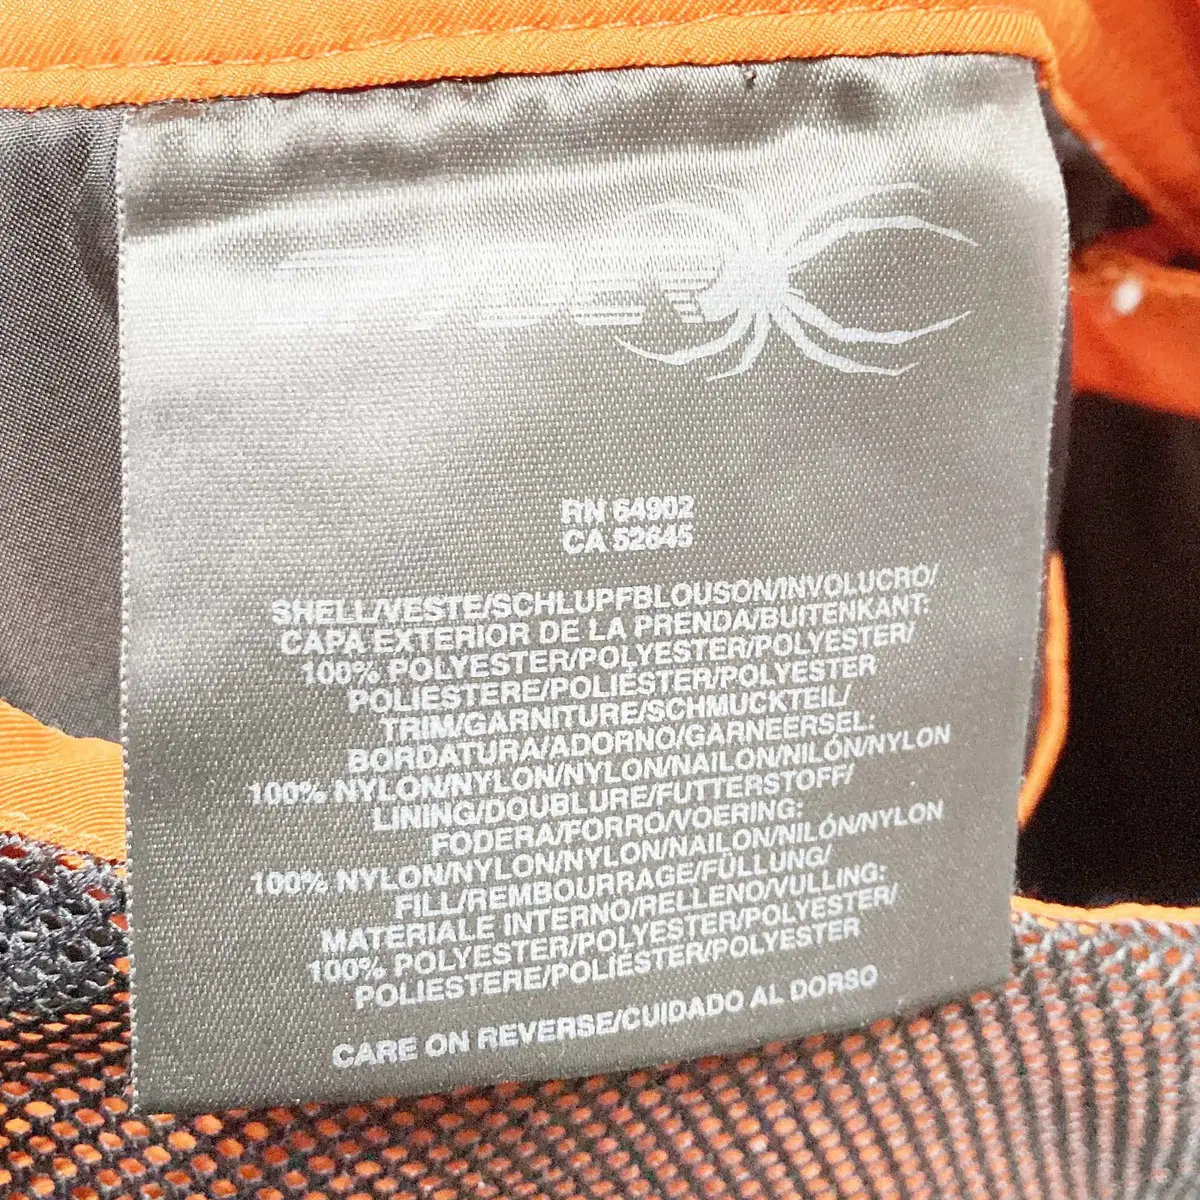 SPYDER
RN 64902
CA 52645
SHELL/VESTE/SCHLUPFBLOUSON/INVOLUCRO/
CAPA EXTERIOR DE LA PRENDA/BUITENKANT:
100% POLYESTER/POLYESTER/POLYESTER/
POLIESTERE/POLIÉSTER/POLYESTER
TRIM/GARNITURE/SCHMUCKTEIL/
BORDATURA/ADORNO/GARNEERSEL:
100% NYLON/NYLON/NYLON/NAILON/NILÓN/NYLON
LINING/DOUBLURE/FUTTERSTOFF/
FODERA/FORRO/VOERING:
100% NYLON/NYLON/NYLON/NAILON/NILÓN/NYLON
FILL/REMBOURRAGE/FÜLLUNG/
MATERIALE INTERNO/RELLENO/VULLING:
100% POLYESTER/POLYESTER/POLYESTER/
POLIESTERE/POLIÉSTER/POLYESTER
CARE ON REVERSE/CUIDADO AL DORSO